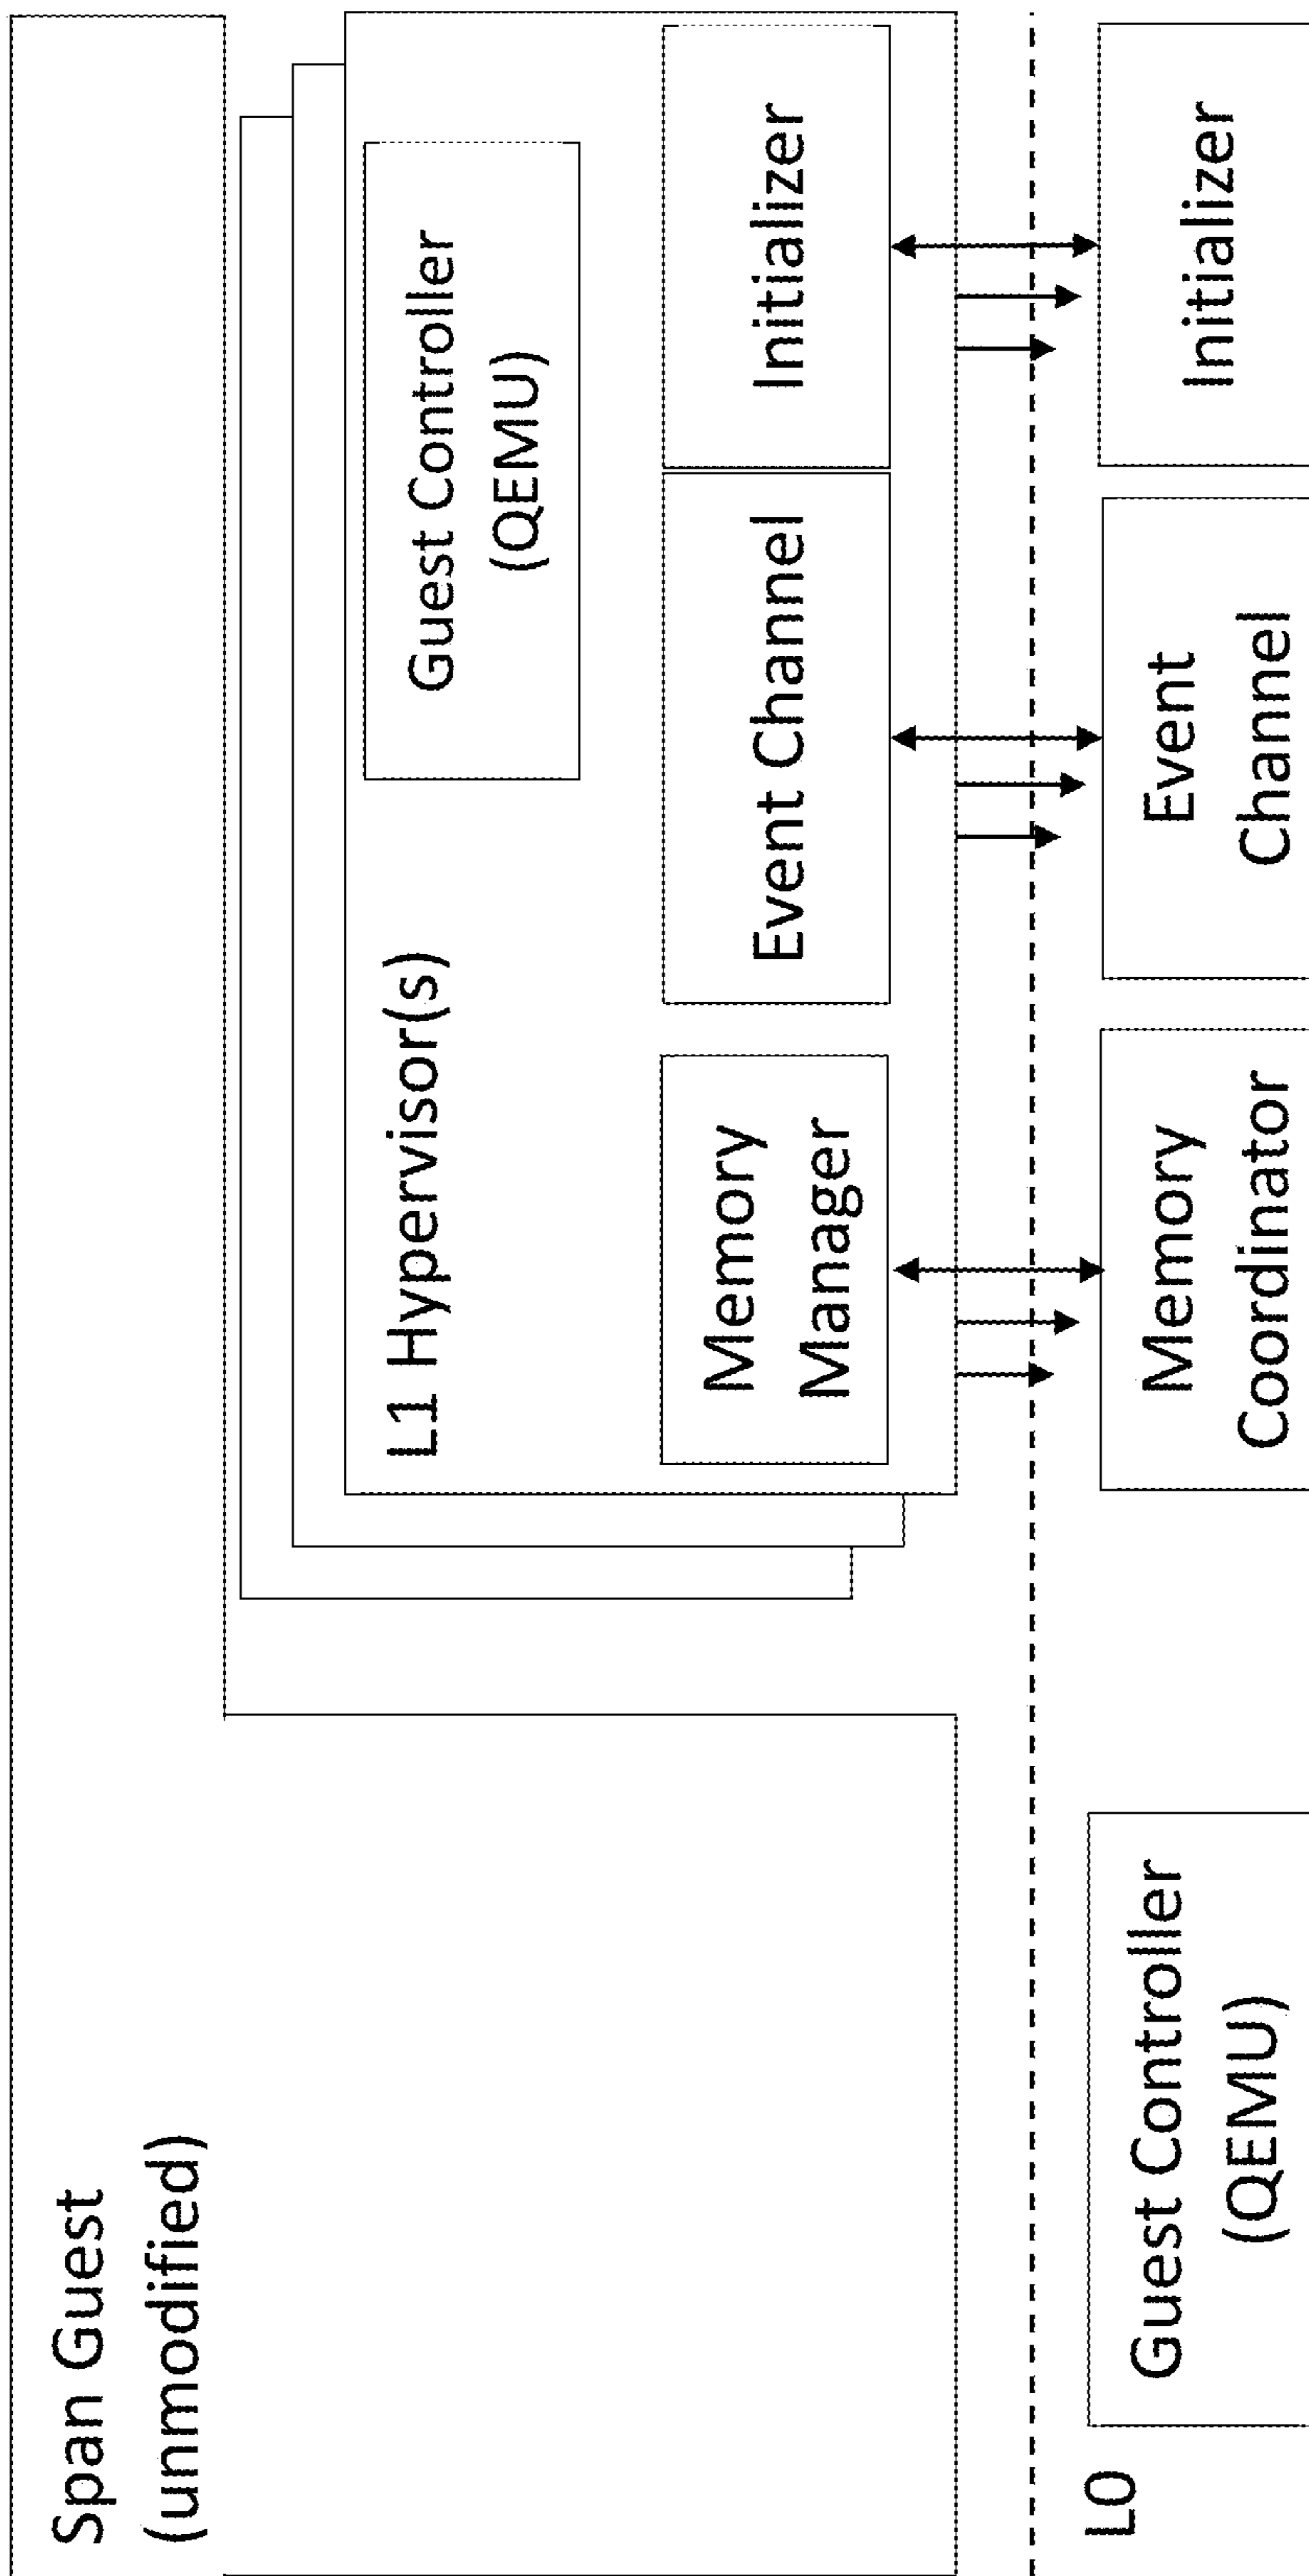 Span Guest
(unmodified)
L1 Hypervisor(s)
Guest Controller
(QEMU)
Memory
Manager
Event Channel
Initializer
L0
Guest Controller
(QEMU)
Memory
Coordinator
Event
Channel
Initializer